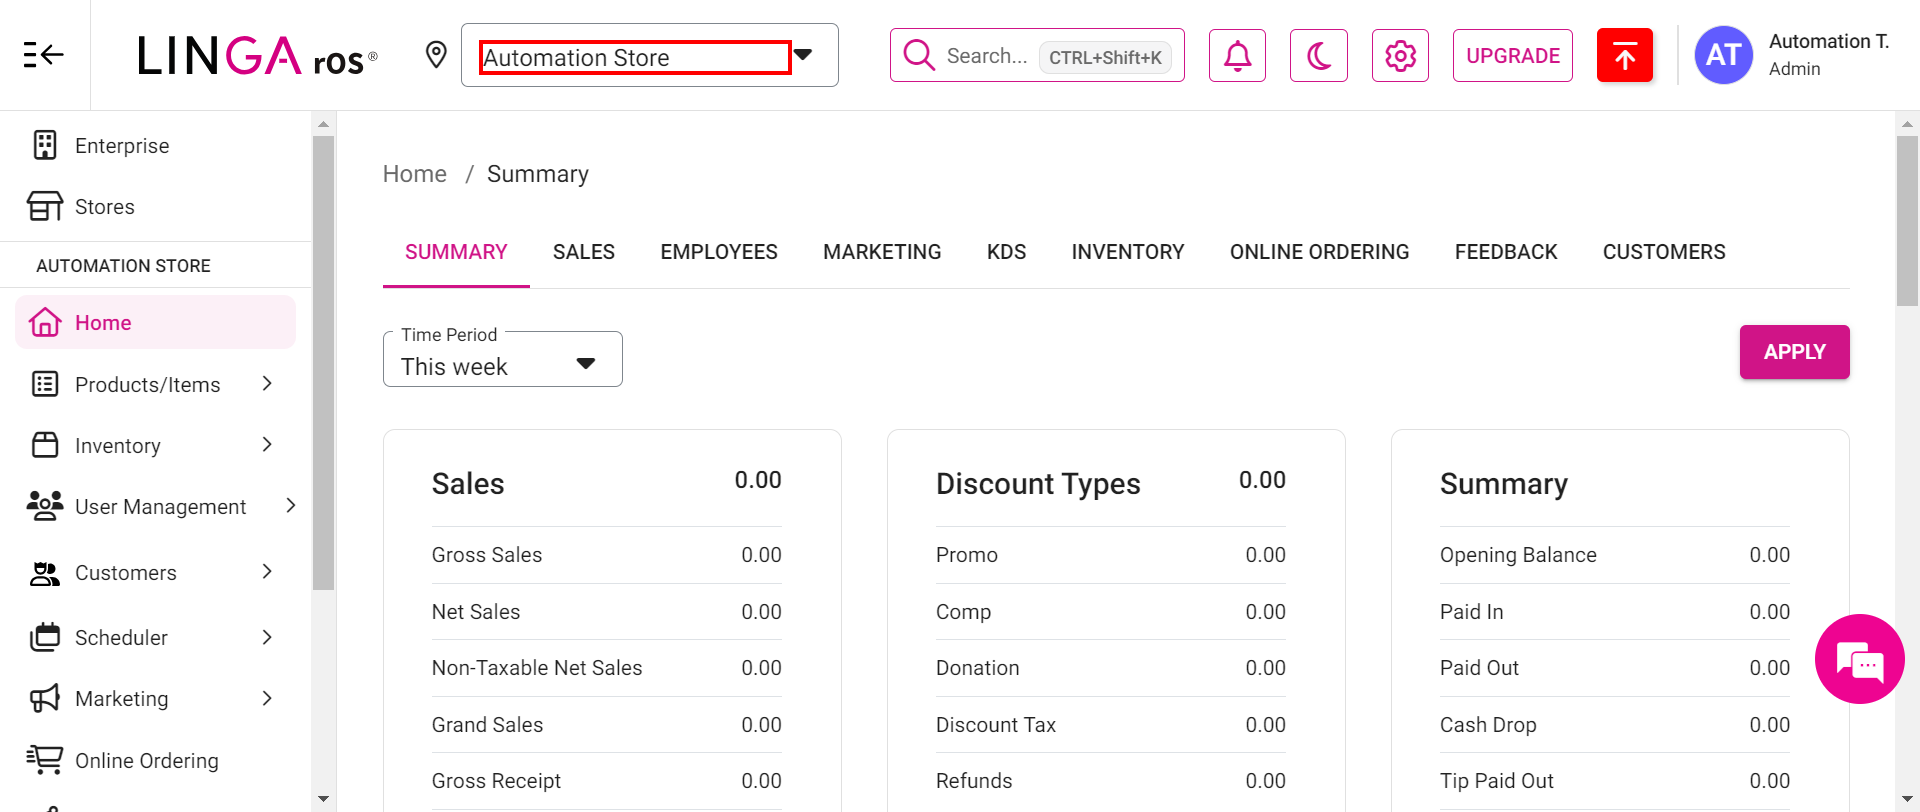 LINGA ros®
Automation Store
Search... CTRL+Shift+K
UPGRADE
AT
Automation T.
Admin
Enterprise
Stores
AUTOMATION STORE
Home
Products/Items
Inventory
User Management
Customers
Scheduler
Marketing
Online Ordering
Home / Summary
SUMMARY SALES EMPLOYEES MARKETING KDS INVENTORY ONLINE ORDERING FEEDBACK CUSTOMERS
Time Period
This week
APPLY
Sales 0.00
Gross Sales 0.00
Net Sales 0.00
Non-Taxable Net Sales 0.00
Grand Sales 0.00
Gross Receipt 0.00
Discount Types 0.00
Promo 0.00
Comp 0.00
Donation 0.00
Discount Tax 0.00
Refunds 0.00
Summary
Opening Balance 0.00
Paid In 0.00
Paid Out 0.00
Cash Drop 0.00
Tip Paid Out 0.00